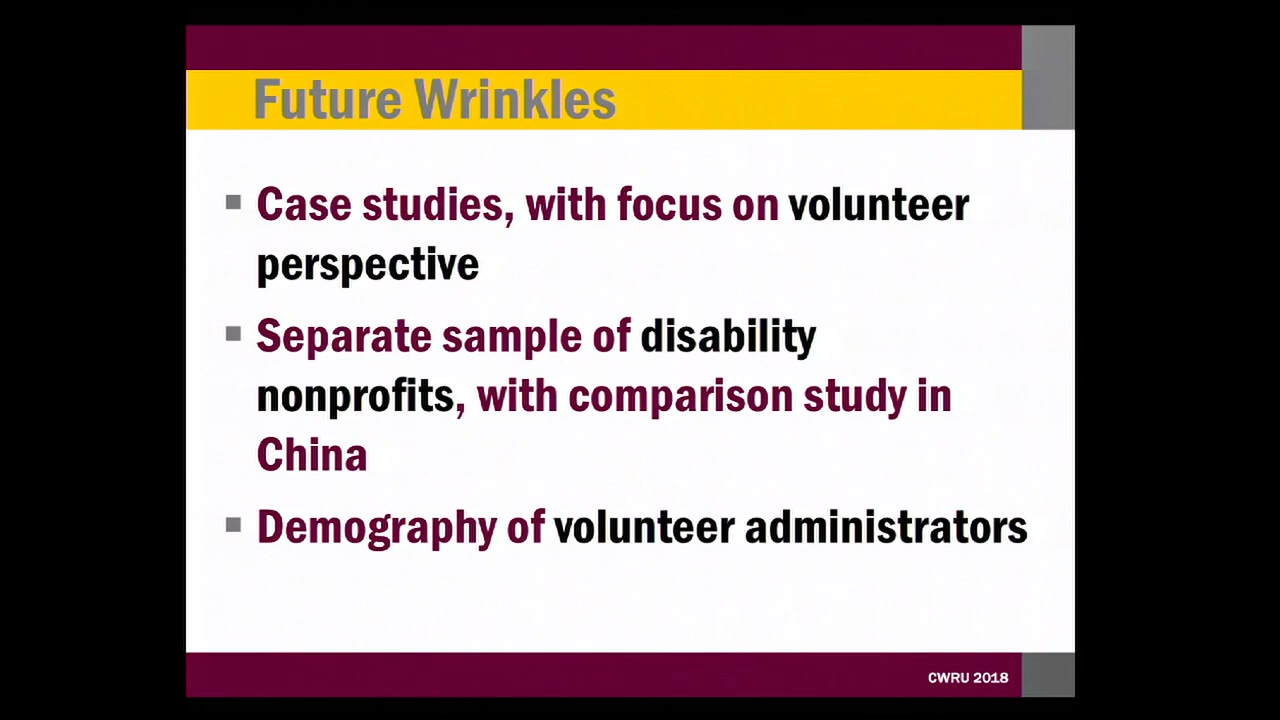 Future Wrinkles
Case studies, with focus on volunteer
perspective
Separate sample of disability
nonprofits, with comparison study in
China
Demography of volunteer administrators
CWRU 2018